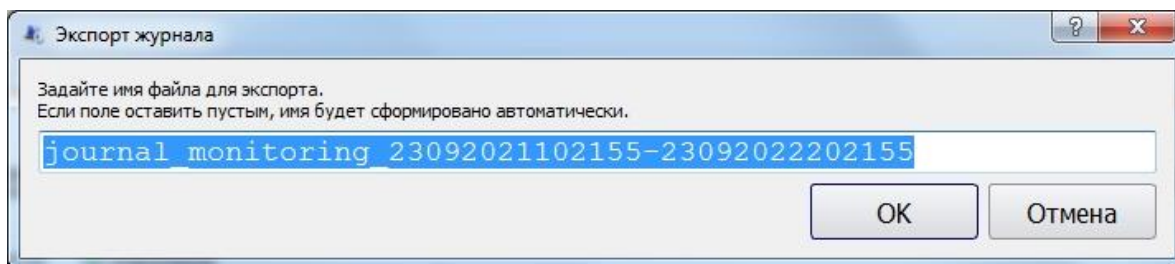 Экспорт журнала
Задайте имя файла для экспорта.
Если поле оставить пустым, имя будет сформировано автоматически.
journal_monitoring_23092021102155-23092022202155
OK
Отмена